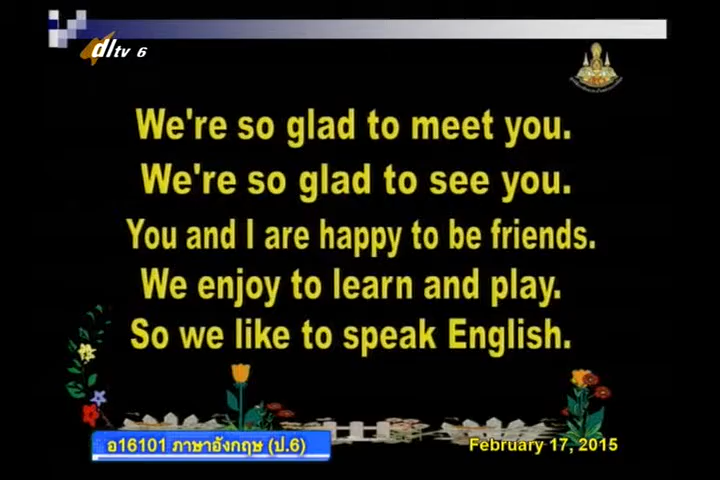 dltv 6
We're so glad to meet you.
We're so glad to see you.
You and I are happy to be friends.
We enjoy to learn and play.
So we like to speak English.
อ16101 ภาษาอังกฤษ (ป.6)
February 17, 2015